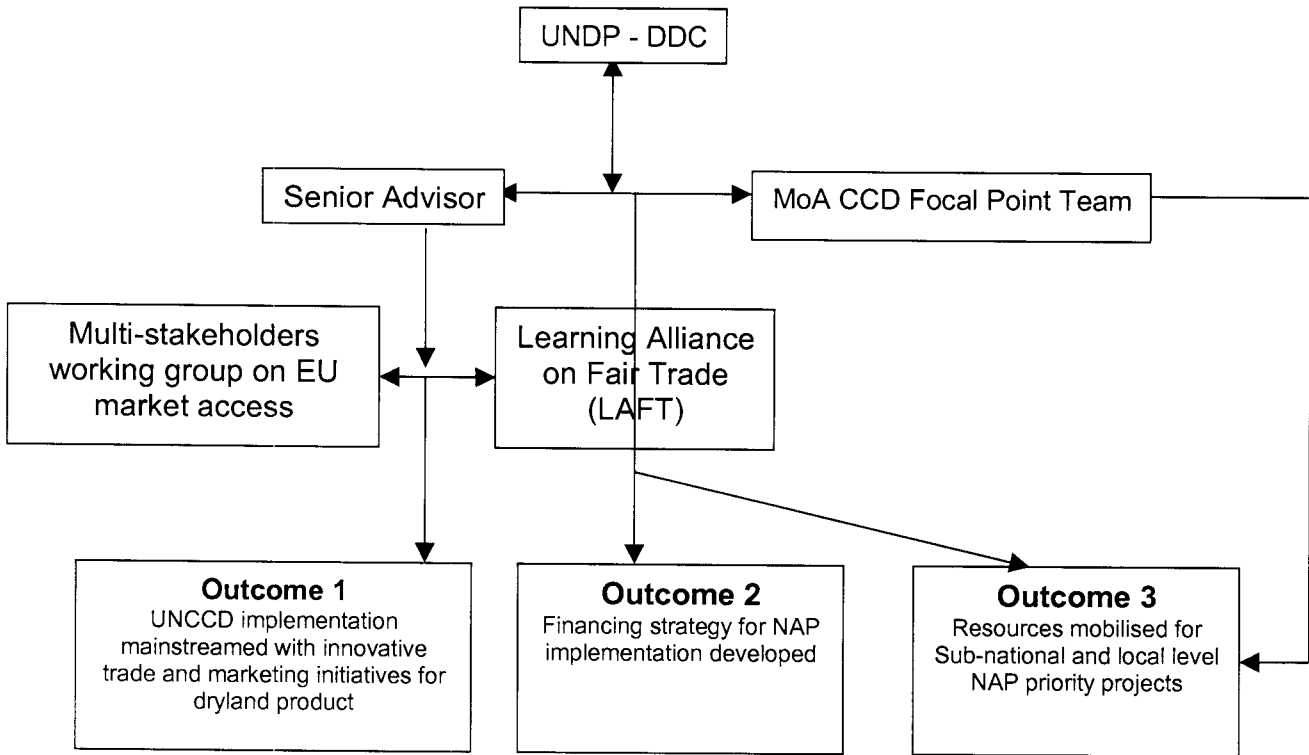 UNDP - DDC
Senior Advisor
MoA CCD Focal Point Team
Multi-stakeholders
working group on EU
market access
Learning Alliance
on Fair Trade
(LAFT)
Outcome 1
UNCCD implementation
mainstreamed with innovative
trade and marketing initiatives for
dryland product
Outcome 2
Financing strategy for NAP
implementation developed
Outcome 3
Resources mobilised for
Sub-national and local level
NAP priority projects